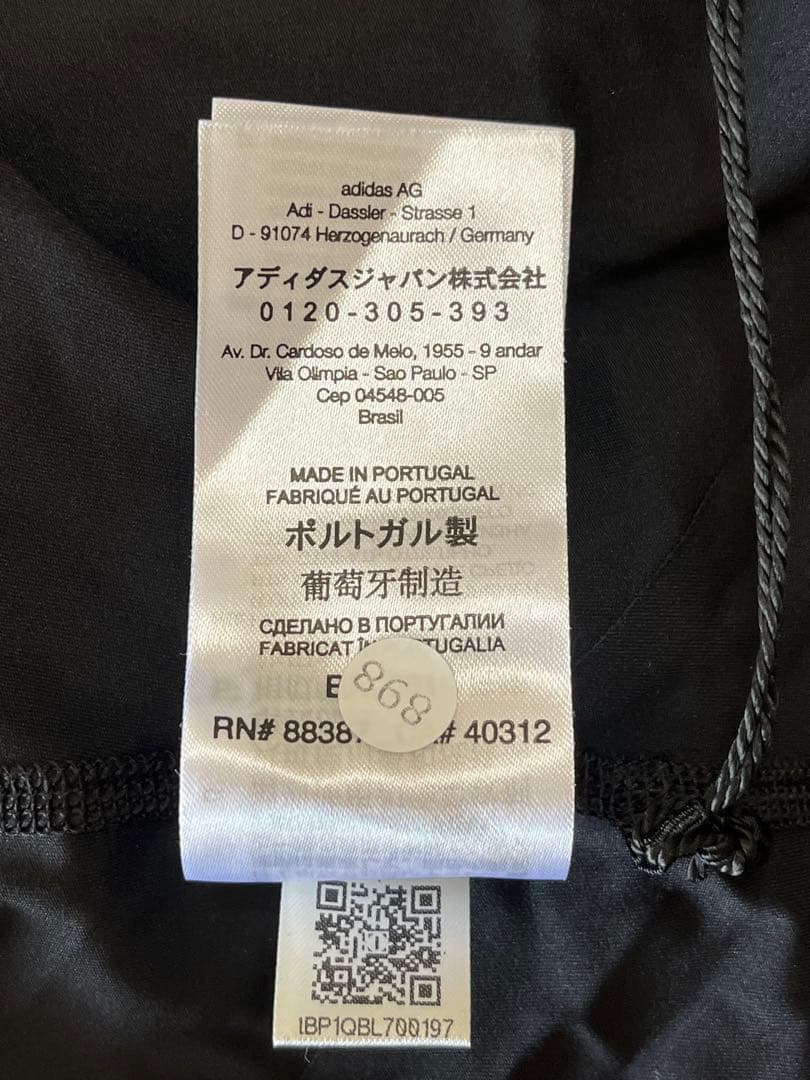 adidas AG
Adi - Dassler - Strasse 1
D - 91074 Herzogenaurach / Germany
アディダスジャパン株式会社
0120-305-393
Av. Dr. Cardoso de Melo, 1955 - 9 andar
Vila Olimpia - Sao Paulo - SP
Cep 04548-005
Brasil
MADE IN PORTUGAL
FABRIQUÉ AU PORTUGAL
ポルトガル製
葡萄牙制造
СДЕЛАНО В ПОРТУГАЛИИ
FABRICAT
868
RN# # 40312
IBP1QBL700197